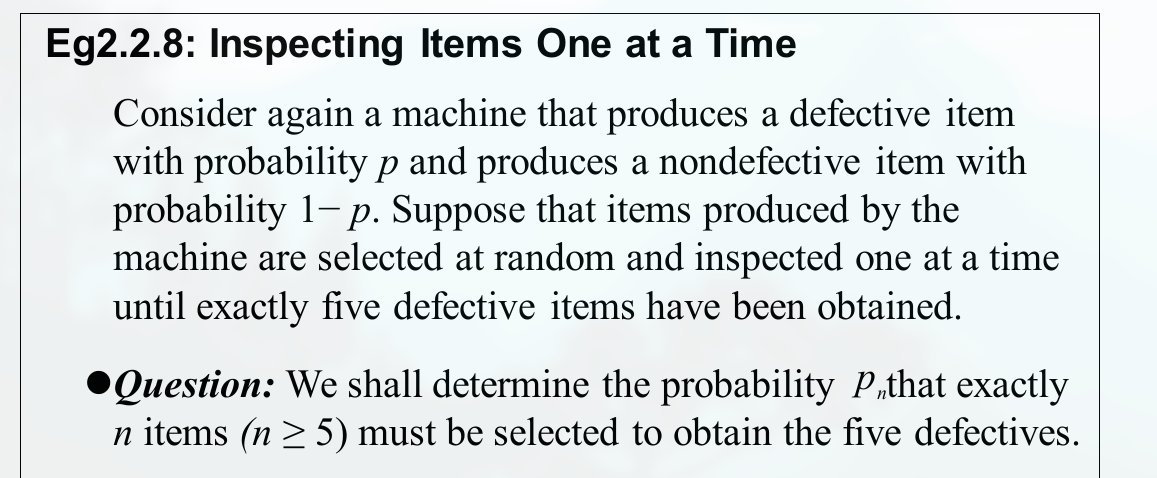 Eg2.2.8: Inspecting Items One at a Time
Consider again a machine that produces a defective item
with probability p and produces a nondefective item with
probability 1− p. Suppose that items produced by the
machine are selected at random and inspected one at a time
until exactly five defective items have been obtained.
●Question: We shall determine the probability pₙthat exactly
n items (n ≥ 5) must be selected to obtain the five defectives.